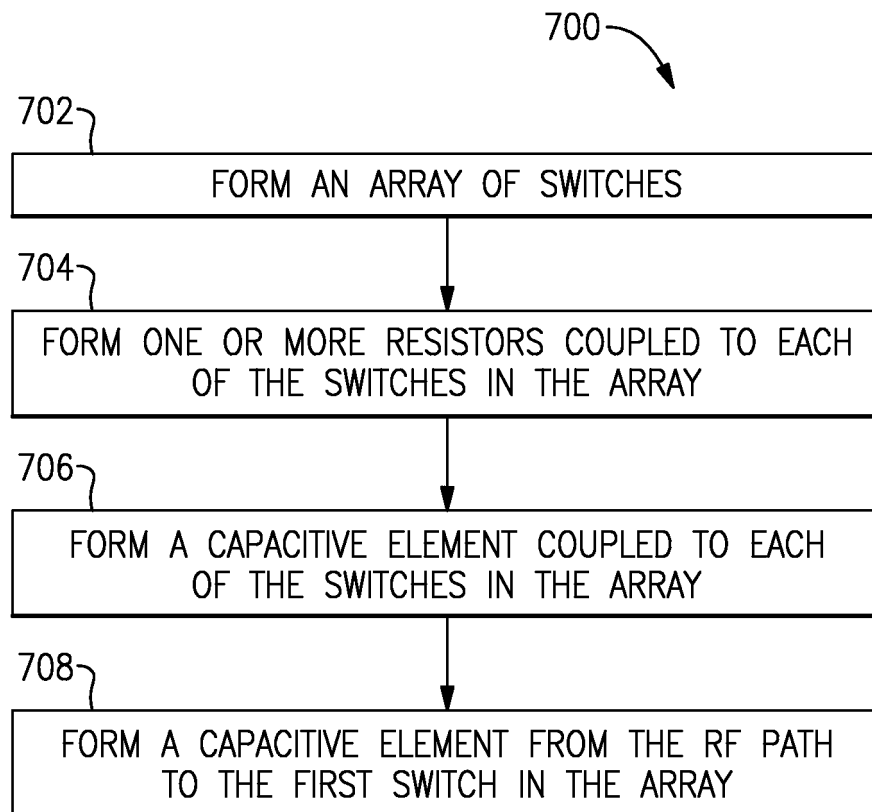 700
702
FORM AN ARRAY OF SWITCHES
704
FORM ONE OR MORE RESISTORS COUPLED TO EACH
OF THE SWITCHES IN THE ARRAY
706
FORM A CAPACITIVE ELEMENT COUPLED TO EACH
OF THE SWITCHES IN THE ARRAY
708
FORM A CAPACITIVE ELEMENT FROM THE RF PATH
TO THE FIRST SWITCH IN THE ARRAY